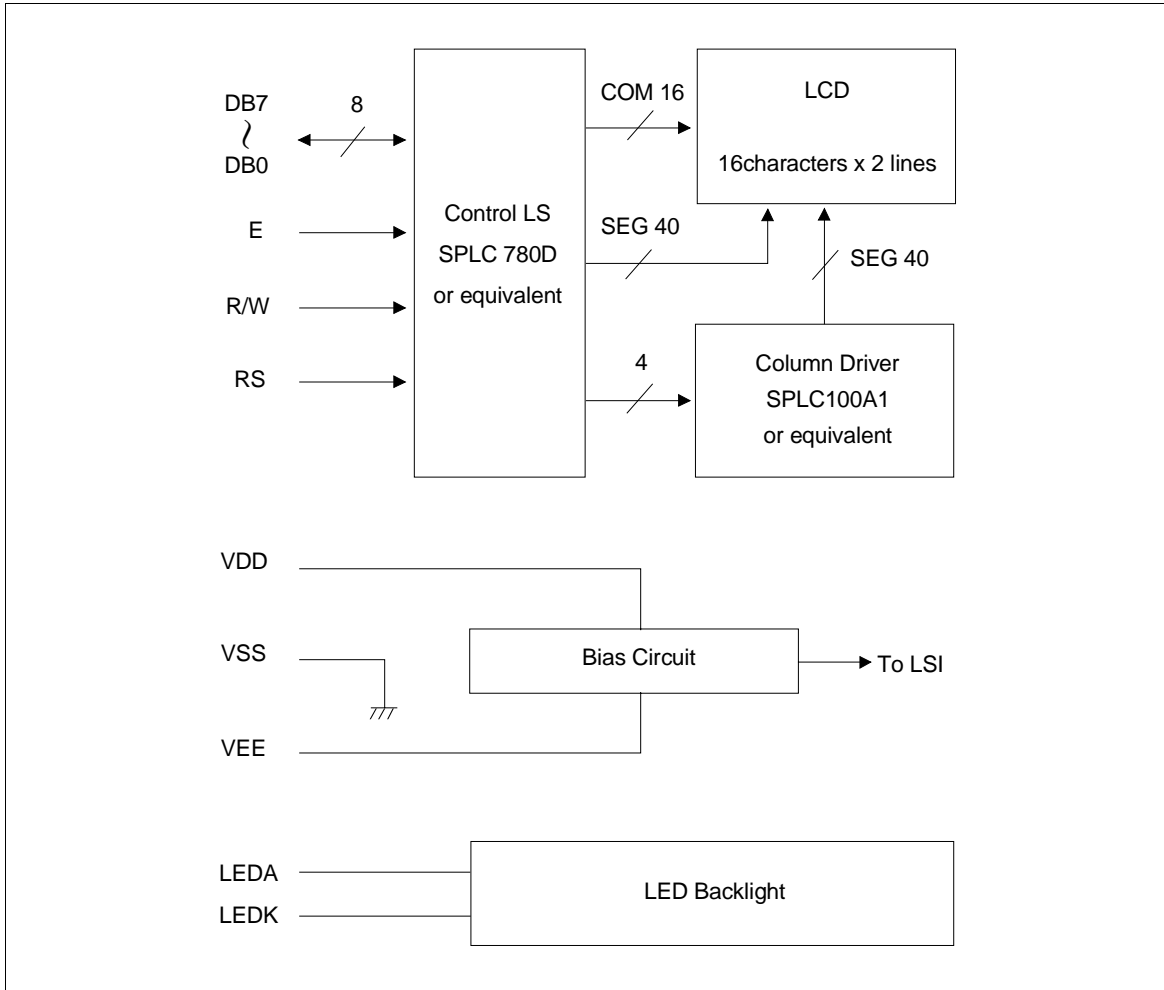 DB7
DB0
8
E
R/W
RS
Control LS
SPLC 780D
or equivalent
COM 16
SEG 40
4
LCD
16characters x 2 lines
SEG 40
Column Driver
SPLC100A1
or equivalent
VDD
VSS
VEE
Bias Circuit
To LSI
LEDA
LEDK
LED Backlight